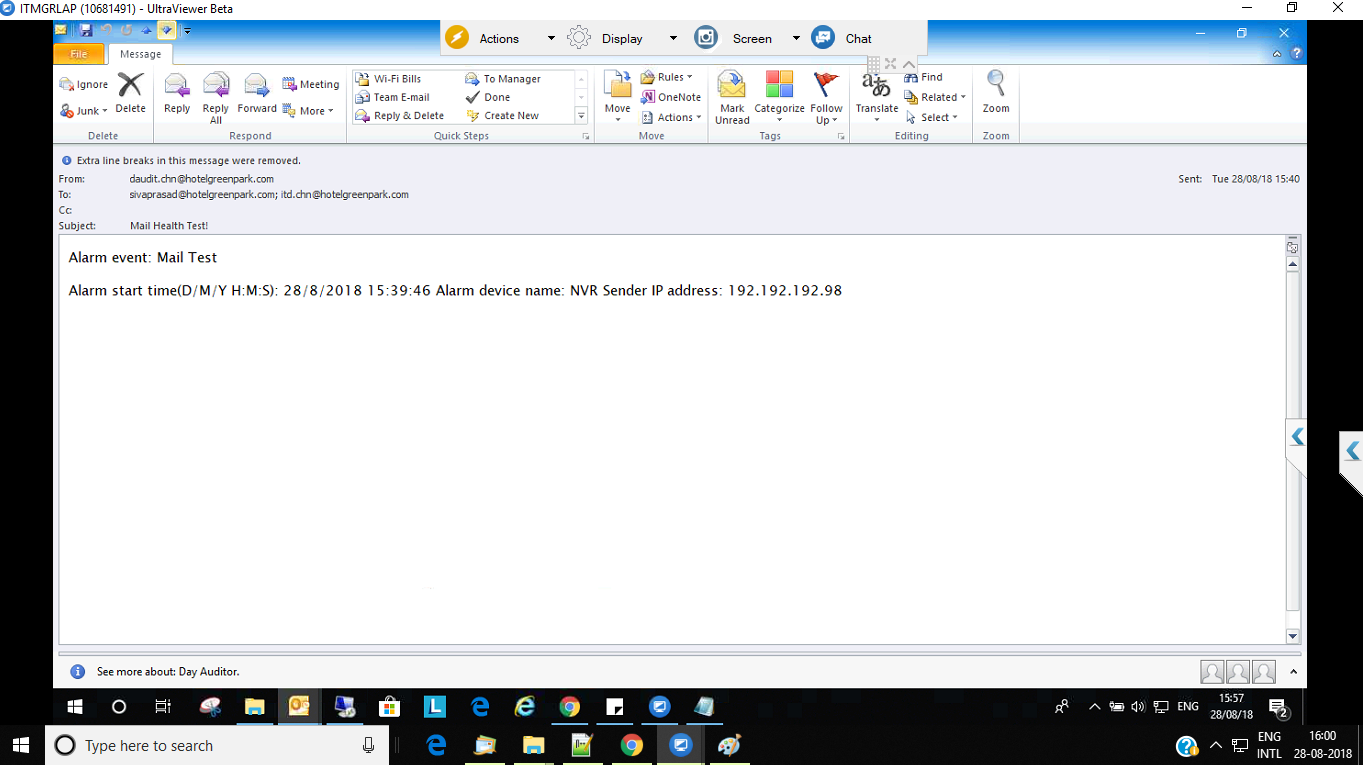 ITMGRLAP (10681491) - UltraViewer Beta
Actions Display Screen Chat
File Message
Ignore
Junk
Delete
Delete
Reply
Reply All
Forward
Meeting
More
Respond
Wi-Fi Bills
Team E-mail
Reply & Delete
To Manager
Done
Create New
Quick Steps
Move
Rules
OneNote
Actions
Move
Mark Unread
Categorize
Follow Up
Tags
Translate
Find
Related
Select
Editing
Zoom
Zoom
Extra line breaks in this message were removed.
From: daudit.chn@hotelgreenpark.com Sent: Tue 28/08/18 15:40
To: sivaprasad@hotelgreenpark.com; itd.chn@hotelgreenpark.com
Cc:
Subject: Mail Health Test!
Alarm event: Mail Test
Alarm start time(D/M/Y H:M:S): 28/8/2018 15:39:46 Alarm device name: NVR Sender IP address: 192.192.192.98
See more about: Day Auditor.
ENG
15:57
28/08/18
2
Type here to search
ENG
INTL
16:00
28-08-2018